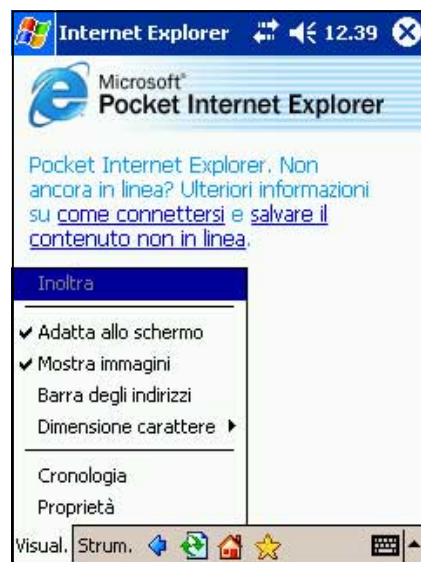 Internet Explorer 12.39
Microsoft®
Pocket Internet Explorer
Pocket Internet Explorer. Non
ancora in linea? Ulteriori informazioni
su come connettersi e salvare il
contenuto non in linea.
Inoltra
Adatta allo schermo
Mostra immagini
Barra degli indirizzi
Dimensione carattere
Cronologia
Proprietà
Visual. Strum.